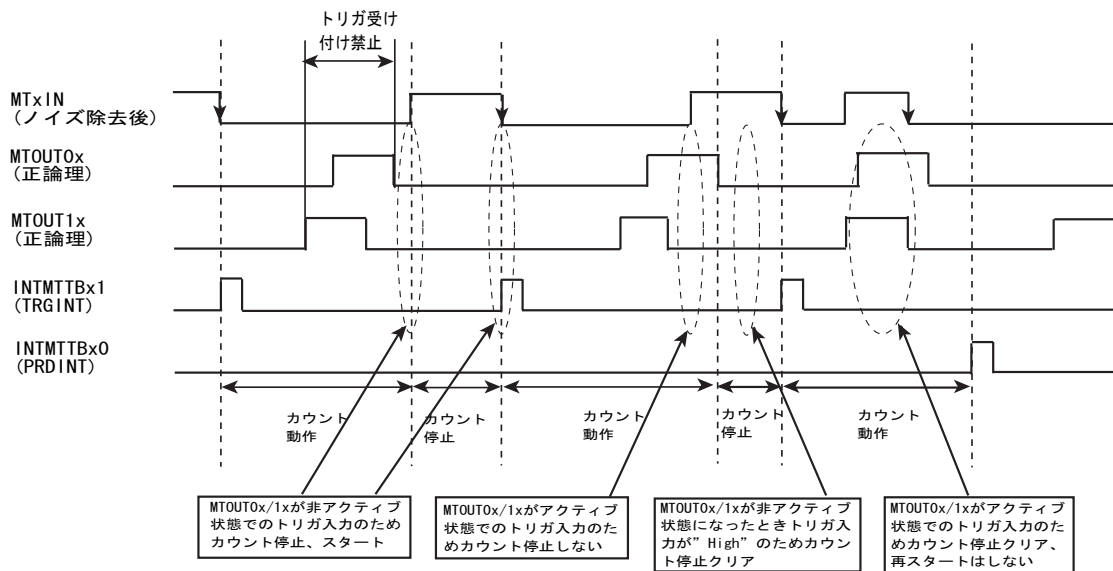 トリガ受け
付け禁止
MTxIN
(ノイズ除去後)
MTOUT0x
(正論理)
MTOUT1x
(正論理)
INTMTTBx1
(TRGINT)
INTMTTBx0
(PRDINT)
カウント
動作
カウント
停止
カウント
動作
カウント
停止
カウント
動作
MTOUT0x/1xが非アクティブ
状態でのトリガ入力のため
カウント停止、スタート
MTOUT0x/1xがアクティブ
状態でのトリガ入力のた
めカウント停止しない
MTOUT0x/1xが非アクティブ
状態になったときトリガ入
力が”High”のためカウン
ト停止クリア
MTOUT0x/1xがアクティブ
状態でのトリガ入力のた
めカウント停止クリア、
再スタートはしない